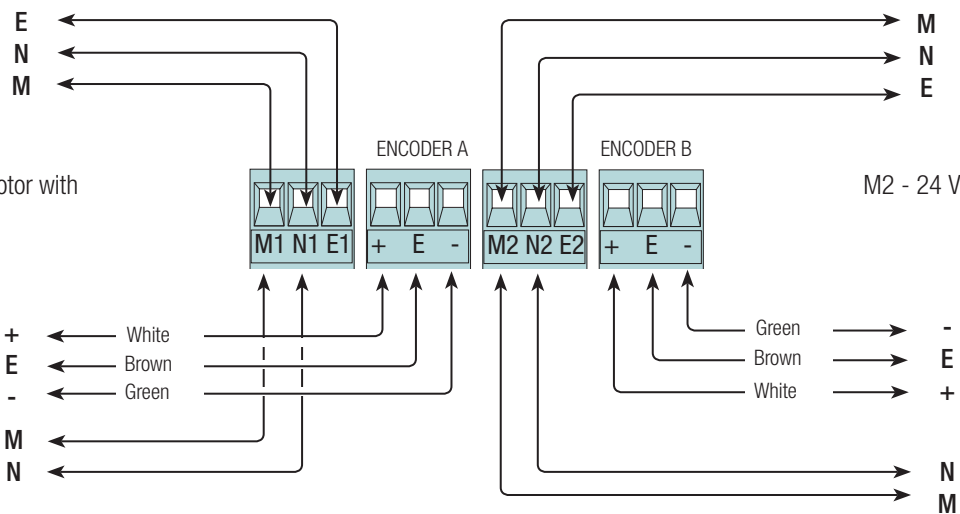 E
N
M
M
N
E
ENCODER A
ENCODER B
otor with
M2 - 24 V
M1 N1 E1
+ E -
M2 N2 E2
+ E -
+ White
E Brown
- Green
M
N
Green -
Brown E
White +
N
M